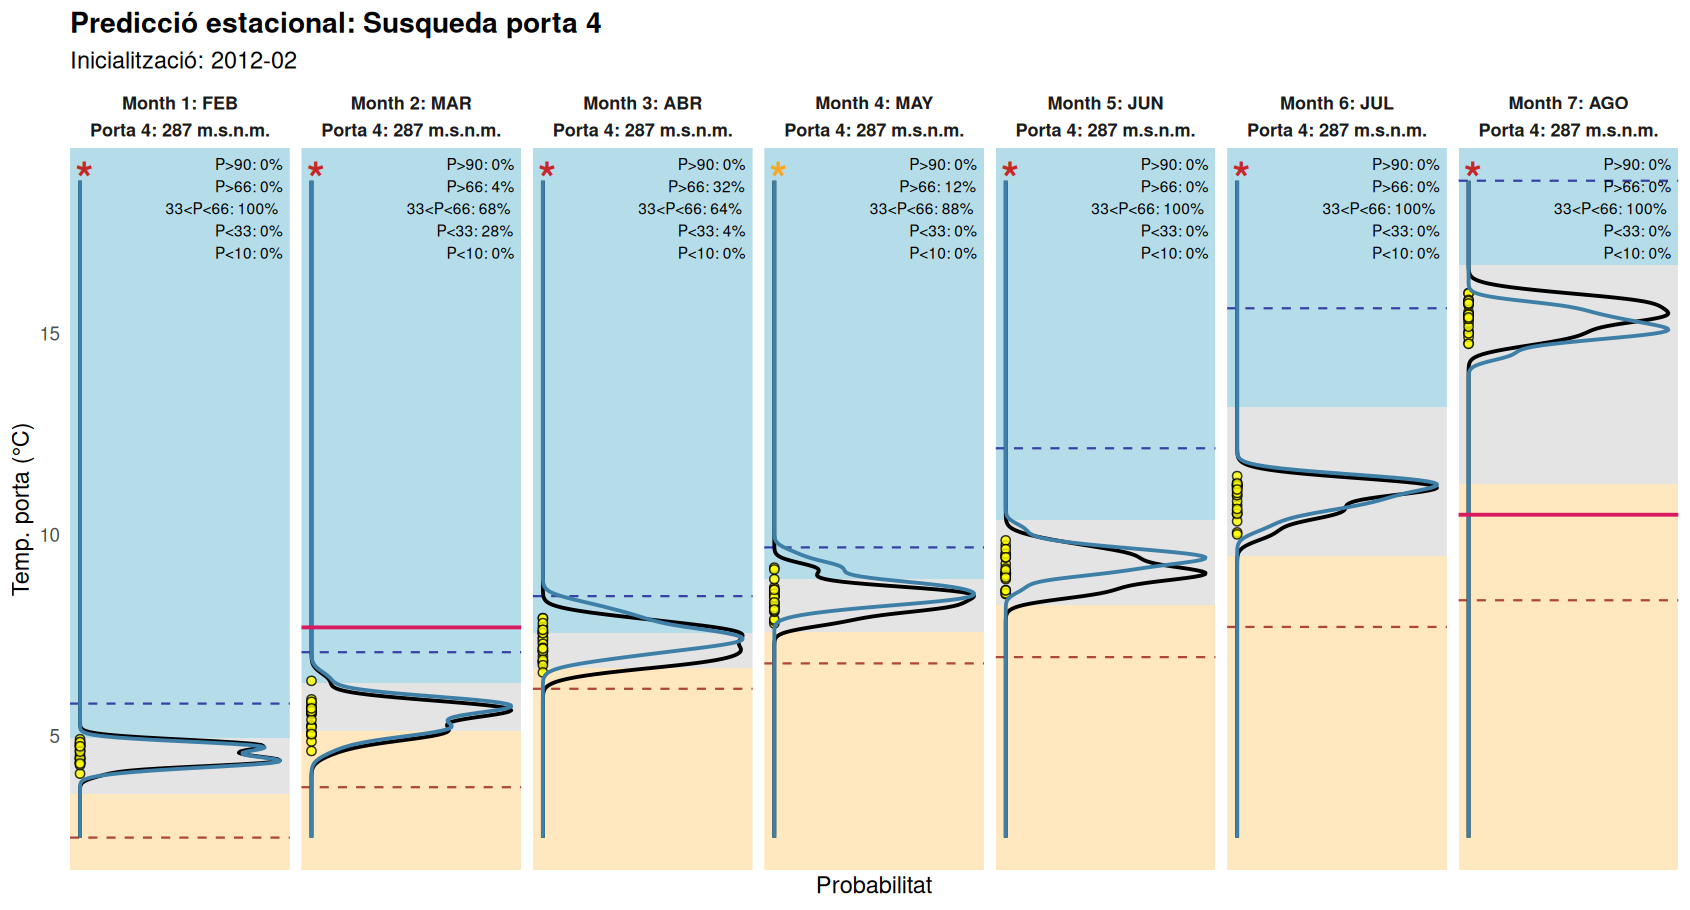 Predicció estacional: Susqueda porta 4
Inicialització: 2012-02
Month 1: FEB
Porta 4: 287 m.s.n.m.
*
P>90: 0%
P>66: 0%
33<P<66: 100%
P<33: 0%
P<10: 0%
Month 2: MAR
Porta 4: 287 m.s.n.m.
*
P>90: 0%
P>66: 4%
33<P<66: 68%
P<33: 28%
P<10: 0%
Month 3: ABR
Porta 4: 287 m.s.n.m.
*
P>90: 0%
P>66: 32%
33<P<66: 64%
P<33: 4%
P<10: 0%
Month 4: MAY
Porta 4: 287 m.s.n.m.
*
P>90: 0%
P>66: 12%
33<P<66: 88%
P<33: 0%
P<10: 0%
Month 5: JUN
Porta 4: 287 m.s.n.m.
*
P>90: 0%
P>66: 0%
33<P<66: 100%
P<33: 0%
P<10: 0%
Month 6: JUL
Porta 4: 287 m.s.n.m.
*
P>90: 0%
P>66: 0%
33<P<66: 100%
P<33: 0%
P<10: 0%
Month 7: AGO
Porta 4: 287 m.s.n.m.
*
P>90: 0%
P>66: 0%
33<P<66: 100%
P<33: 0%
P<10: 0%
Temp. porta (°C)
15
10
5
Probabilitat